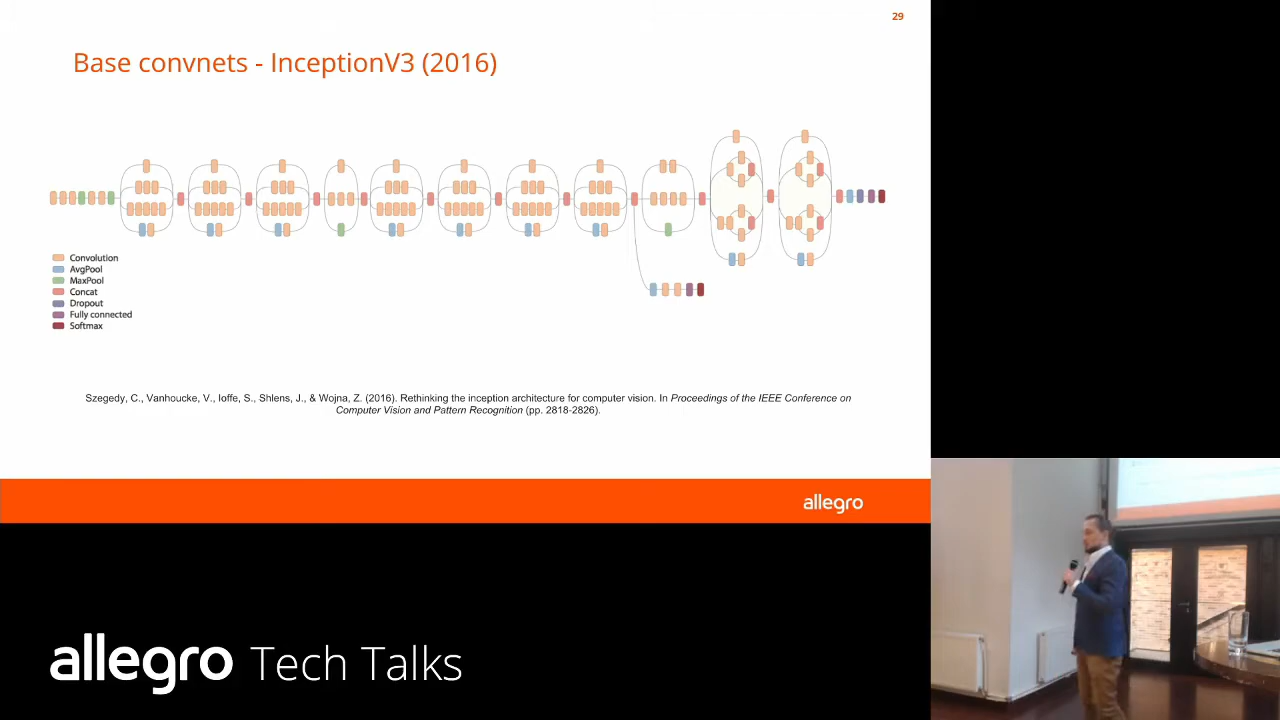 29
Base convnets - InceptionV3 (2016)
Convolution
AvgPool
MaxPool
Concat
Dropout
Fully connected
Softmax
Szegedy, C., Vanhoucke, V., Ioffe, S., Shlens, J., & Wojna, Z. (2016). Rethinking the inception architecture for computer vision. In Proceedings of the IEEE Conference on
Computer Vision and Pattern Recognition (pp. 2818-2826).
allegro
allegro Tech Talks